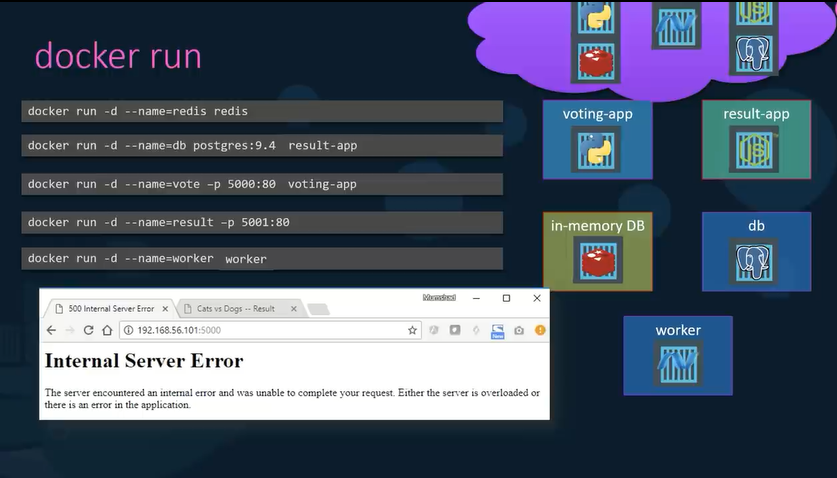 docker run
docker run -d --name=redis redis
docker run -d --name=db postgres:9.4 result-app
docker run -d --name=vote –p 5000:80 voting-app
docker run -d --name=result –p 5001:80
docker run -d --name=worker worker
voting-app
result-app
in-memory DB
db
worker
Mumshad
500 Internal Server Error
Cats vs Dogs -- Result
192.168.56.101:5000
New
Internal Server Error
The server encountered an internal error and was unable to complete your request. Either the server is overloaded or
there is an error in the application.
JS
JS